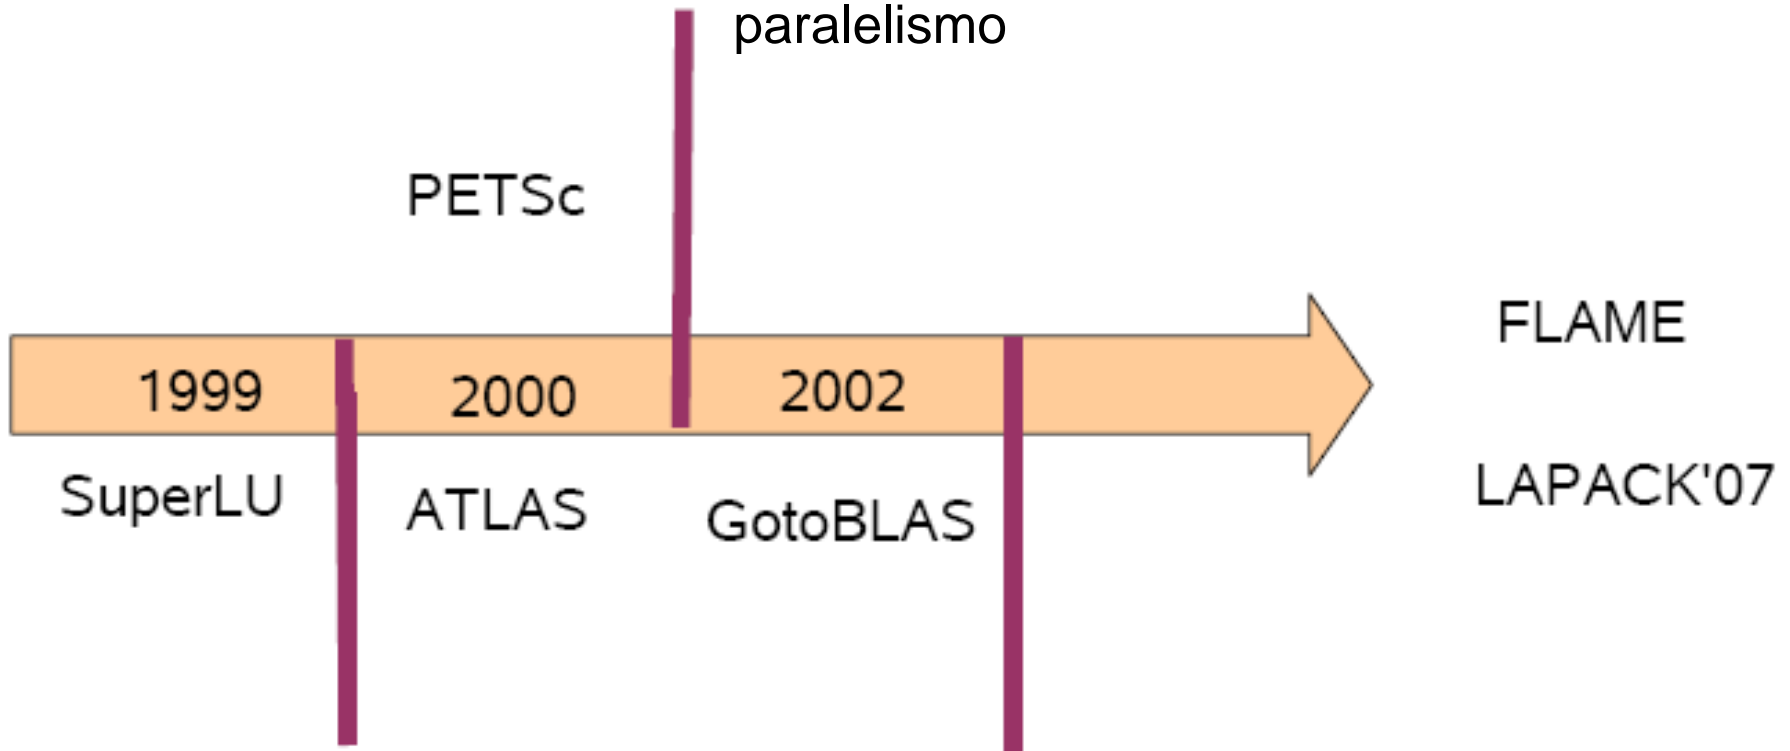 paralelismo
PETSc
FLAME
1999
2000
2002
SuperLU
ATLAS
GotoBLAS
LAPACK'07